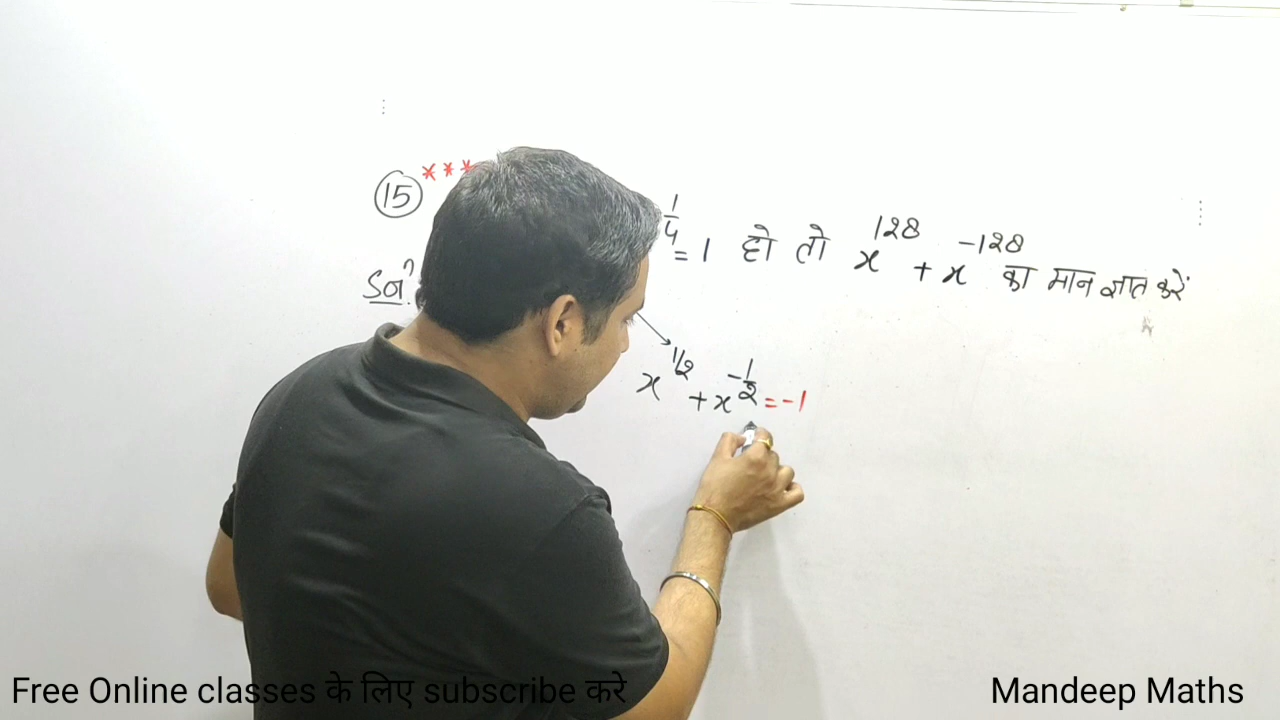 15 ***
1/4 = 1 हो तो x^128 + x^-128 का मान ज्ञात करें
Sol?
x^1/2 + x^-1/2 = -1
Free Online classes के लिए subscribe करे
Mandeep Maths